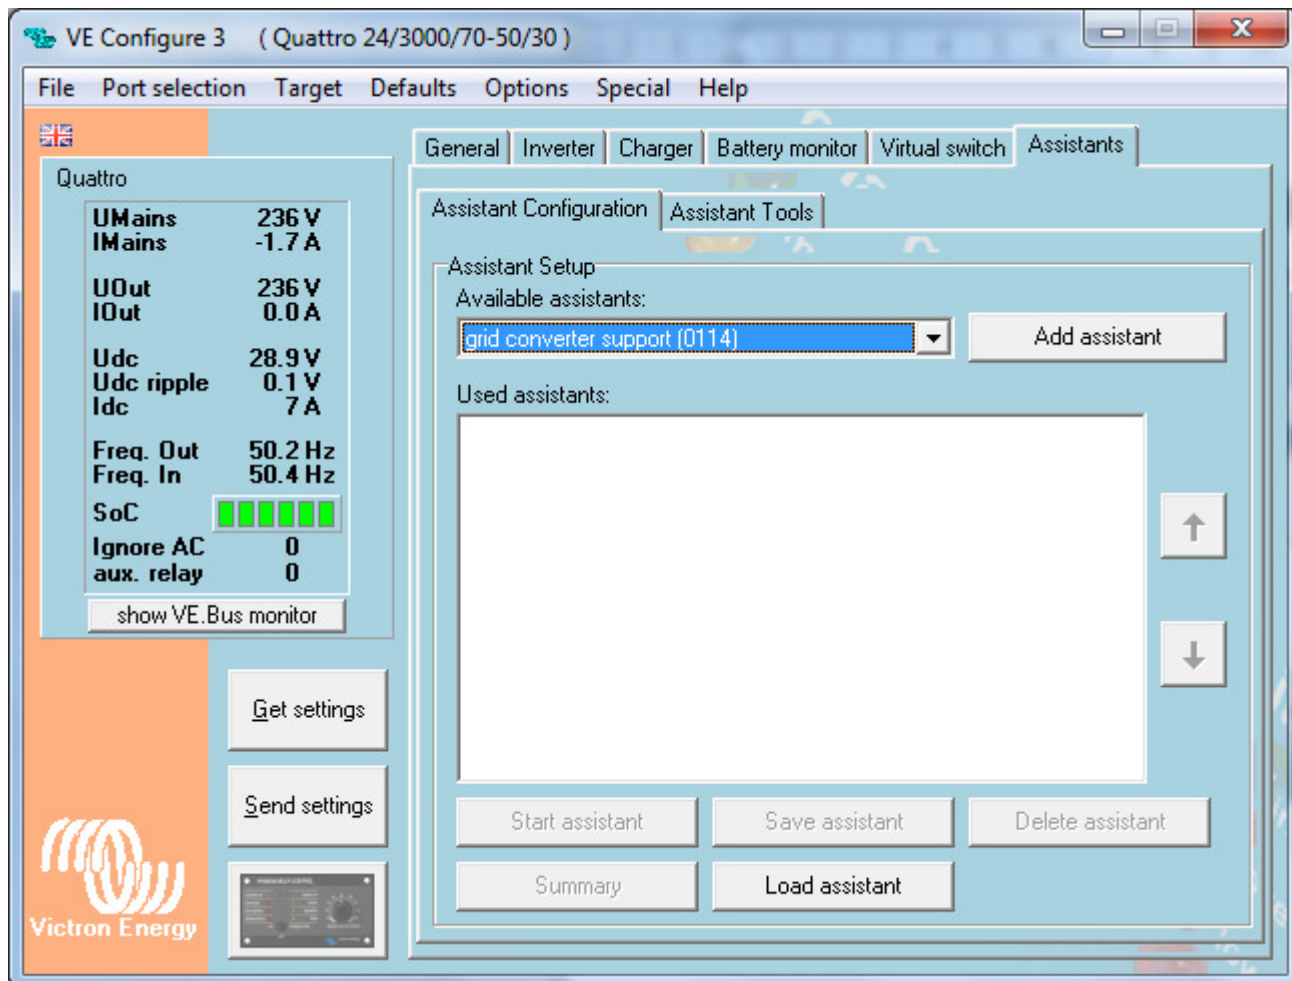 VE Configure 3 ( Quattro 24/3000/70-50/30 )
File Port selection Target Defaults Options Special Help
General Inverter Charger Battery monitor Virtual switch Assistants
Quattro
UMains 236 V
IMains -1.7 A
UOut 236 V
IOut 0.0 A
Udc 28.9 V
Udc ripple 0.1 V
Idc 7 A
Freq. Out 50.2 Hz
Freq. In 50.4 Hz
SoC
Ignore AC 0
aux. relay 0
show VE.Bus monitor
Get settings
Send settings
Victron Energy
Assistant Configuration Assistant Tools
Assistant Setup
Available assistants:
grid converter support (0114) Add assistant
Used assistants:
Start assistant Save assistant Delete assistant
Summary Load assistant